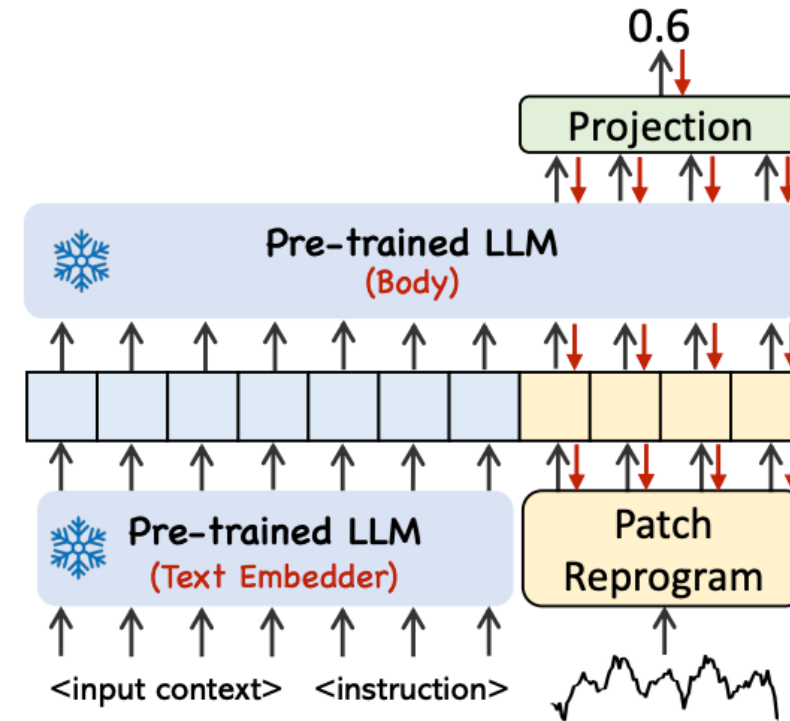 0.6
Projection
Pre-trained LLM
(Body)
Pre-trained LLM
(Text Embedder)
Patch
Reprogram
<input context> <instruction>